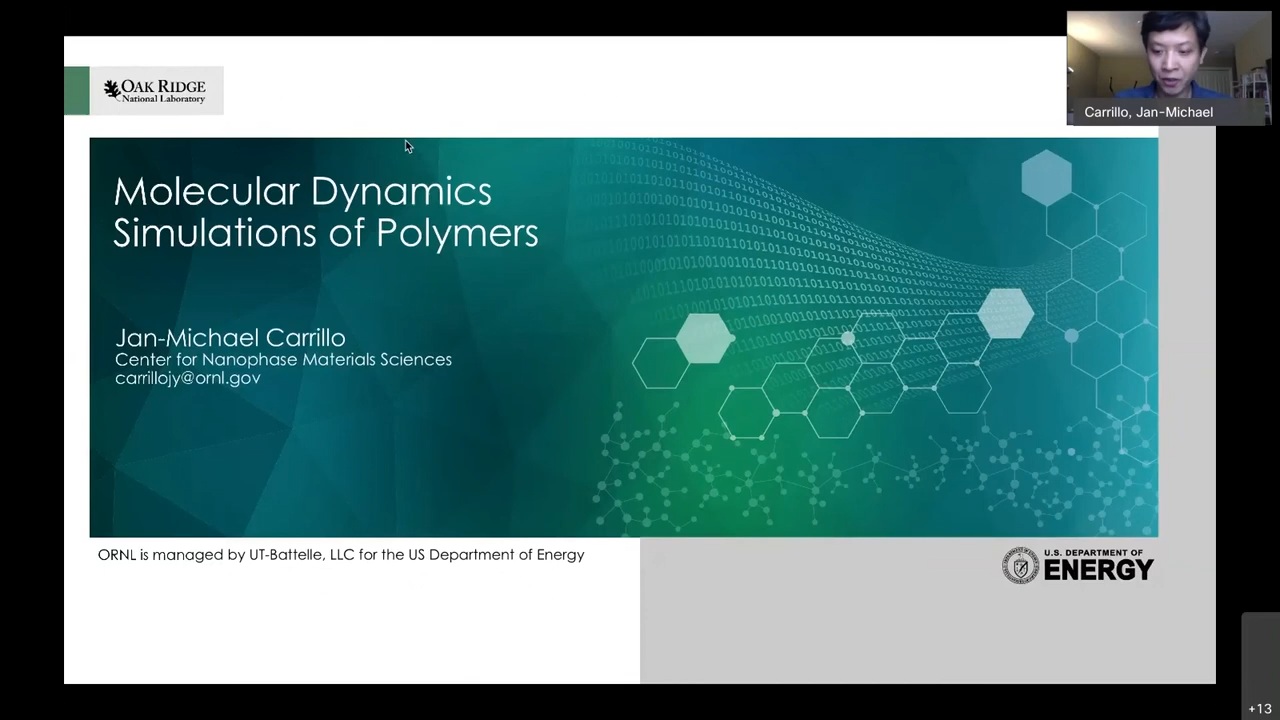 OAK RIDGE
National Laboratory
Carrillo, Jan-Michael
Molecular Dynamics
Simulations of Polymers
Jan-Michael Carrillo
Center for Nanophase Materials Sciences
carrillojy@ornl.gov
ORNL is managed by UT-Battelle, LLC for the US Department of Energy
U.S. DEPARTMENT OF
ENERGY
+13